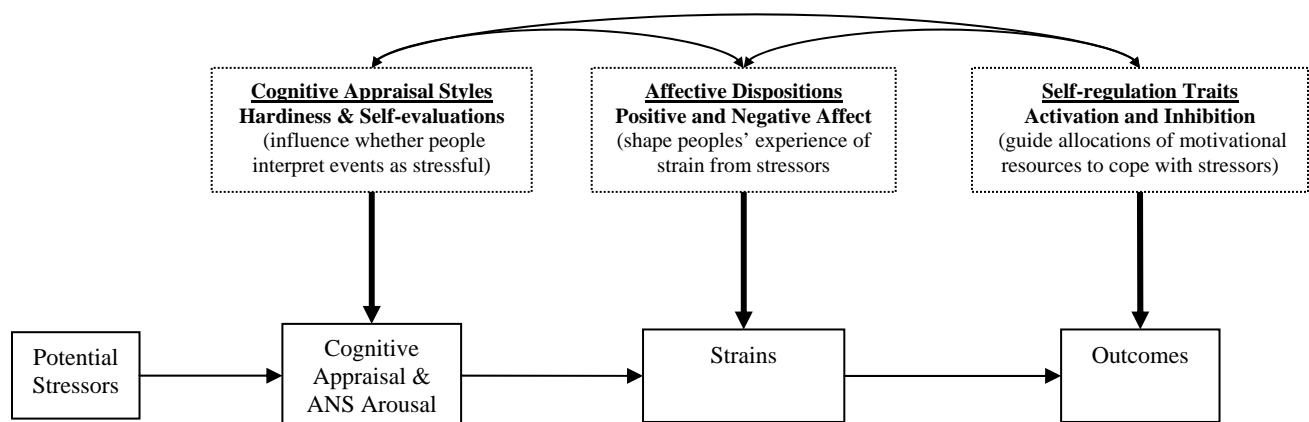 Cognitive Appraisal Styles
Hardiness & Self-evaluations
(influence whether people
interpret events as stressful)
Affective Dispositions
Positive and Negative Affect
(shape peoples’ experience of
strain from stressors
Self-regulation Traits
Activation and Inhibition
(guide allocations of motivational
resources to cope with stressors)
Potential
Stressors
Cognitive
Appraisal &
ANS Arousal
Strains
Outcomes